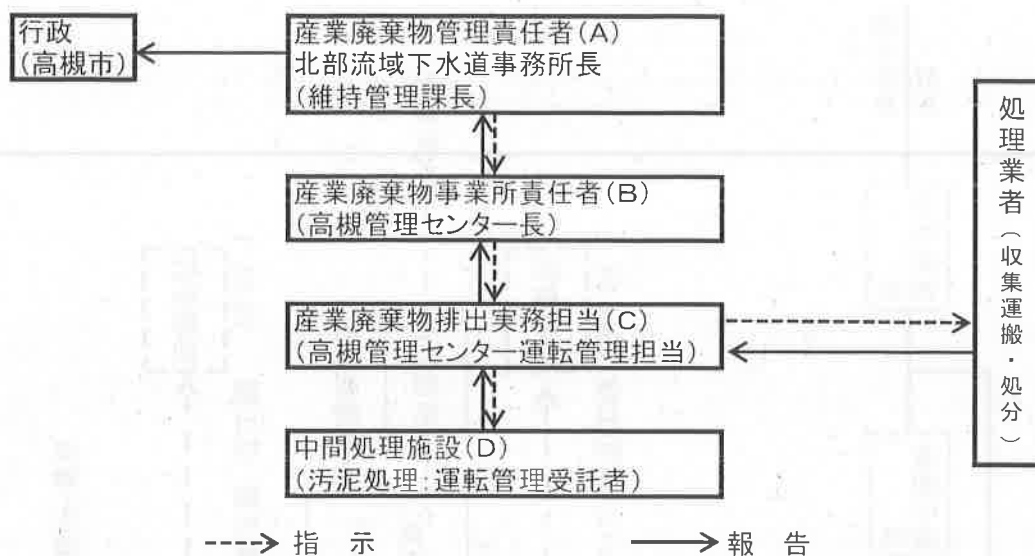 行政
(高槻市)
産業廃棄物管理責任者(A)
北部流域下水道事務所長
(維持管理課長)
産業廃棄物事業所責任者(B)
(高槻管理センター長)
産業廃棄物排出実務担当(C)
(高槻管理センター運転管理担当)
中間処理施設(D)
(汚泥処理:運転管理受託者)
処理業者(収集運搬・処分)
指 示
報 告